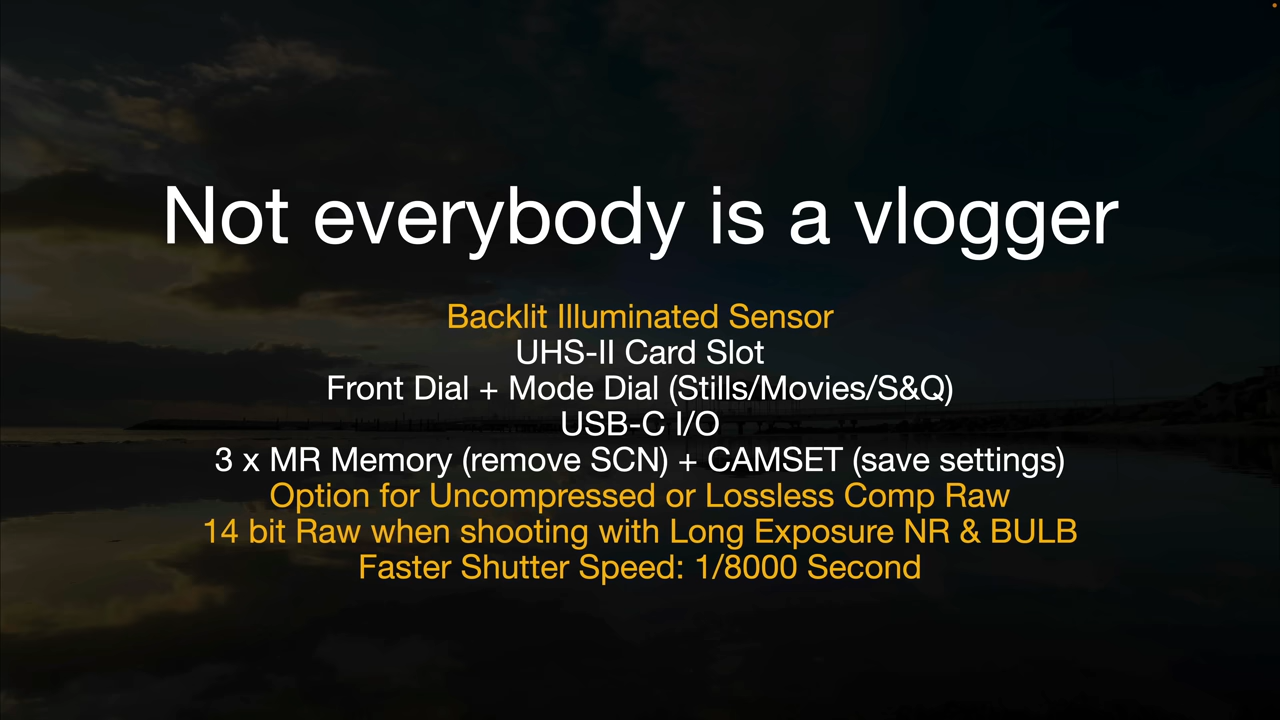 Not everybody is a vlogger
Backlit Illuminated Sensor
UHS-II Card Slot
Front Dial + Mode Dial (Stills/Movies/S&Q)
USB-C I/O
3 x MR Memory (remove SCN) + CAMSET (save settings)
Option for Uncompressed or Lossless Comp Raw
14 bit Raw when shooting with Long Exposure NR & BULB
Faster Shutter Speed: 1/8000 Second